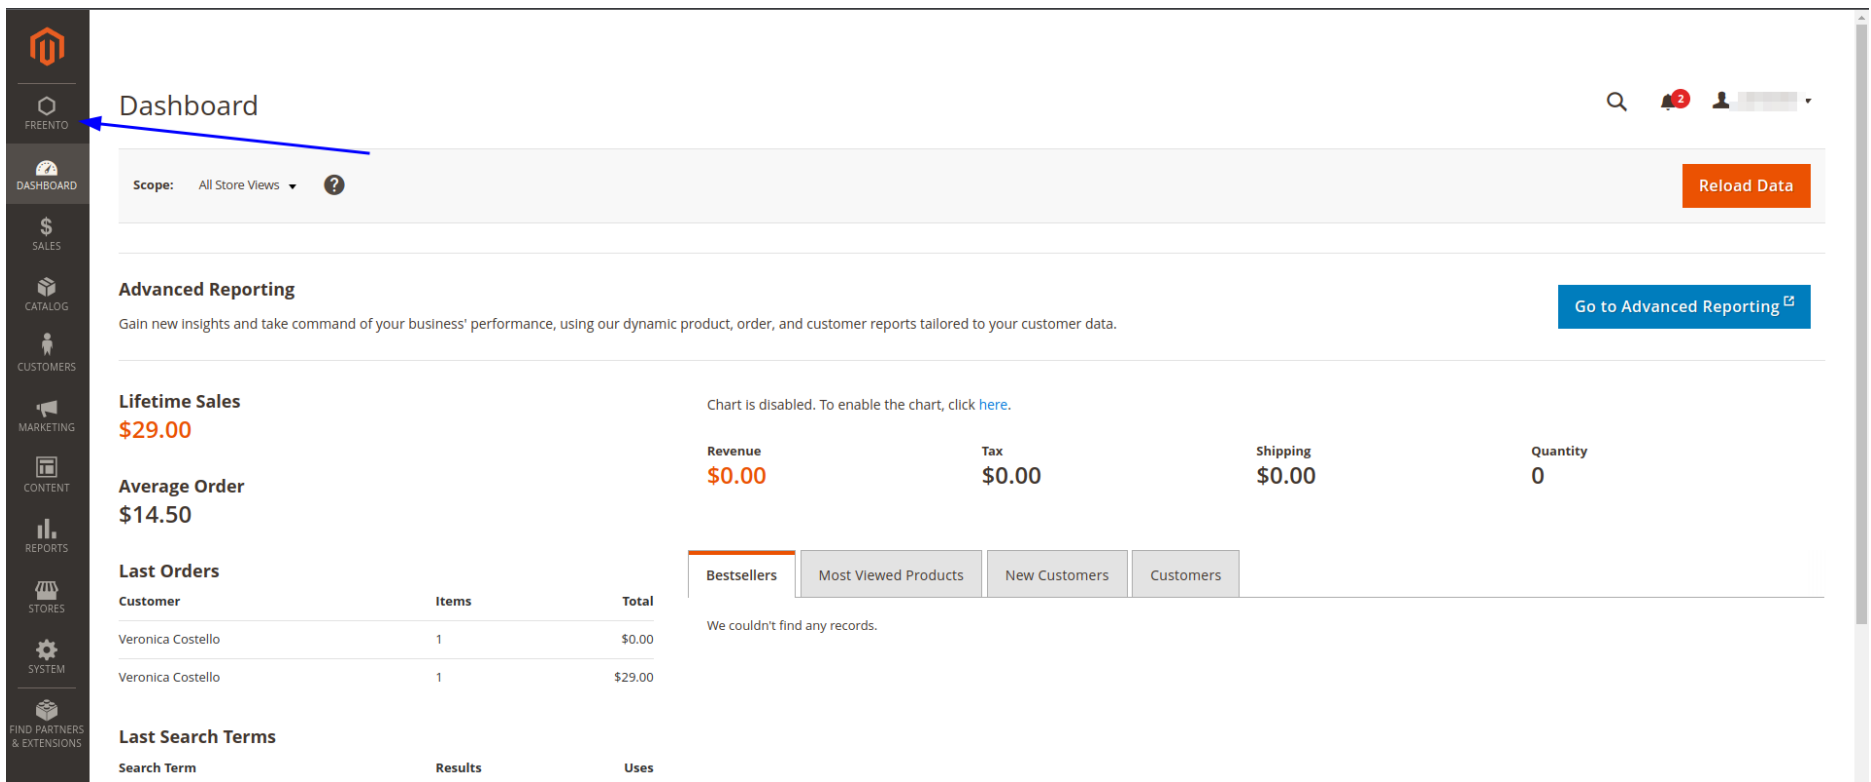 FREENTO
DASHBOARD
SALES
CATALOG
CUSTOMERS
MARKETING
CONTENT
REPORTS
STORES
SYSTEM
FIND PARTNERS
& EXTENSIONS
Dashboard
2
Scope: All Store Views ?
Reload Data
Advanced Reporting
Gain new insights and take command of your business' performance, using our dynamic product, order, and customer reports tailored to your customer data.
Go to Advanced Reporting
Lifetime Sales
$29.00
Average Order
$14.50
Last Orders
Customer Items Total
Veronica Costello 1 $0.00
Veronica Costello 1 $29.00
Last Search Terms
Search Term Results Uses
Chart is disabled. To enable the chart, click here.
Revenue Tax Shipping Quantity
$0.00 $0.00 $0.00 0
Bestsellers Most Viewed Products New Customers Customers
We couldn't find any records.